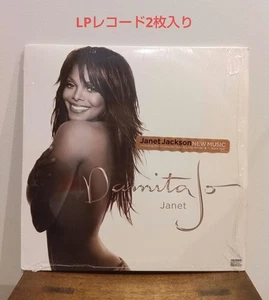 LPレコード2枚入り
Janet Jackson NEW MUSIC
Damita Jo
Janet